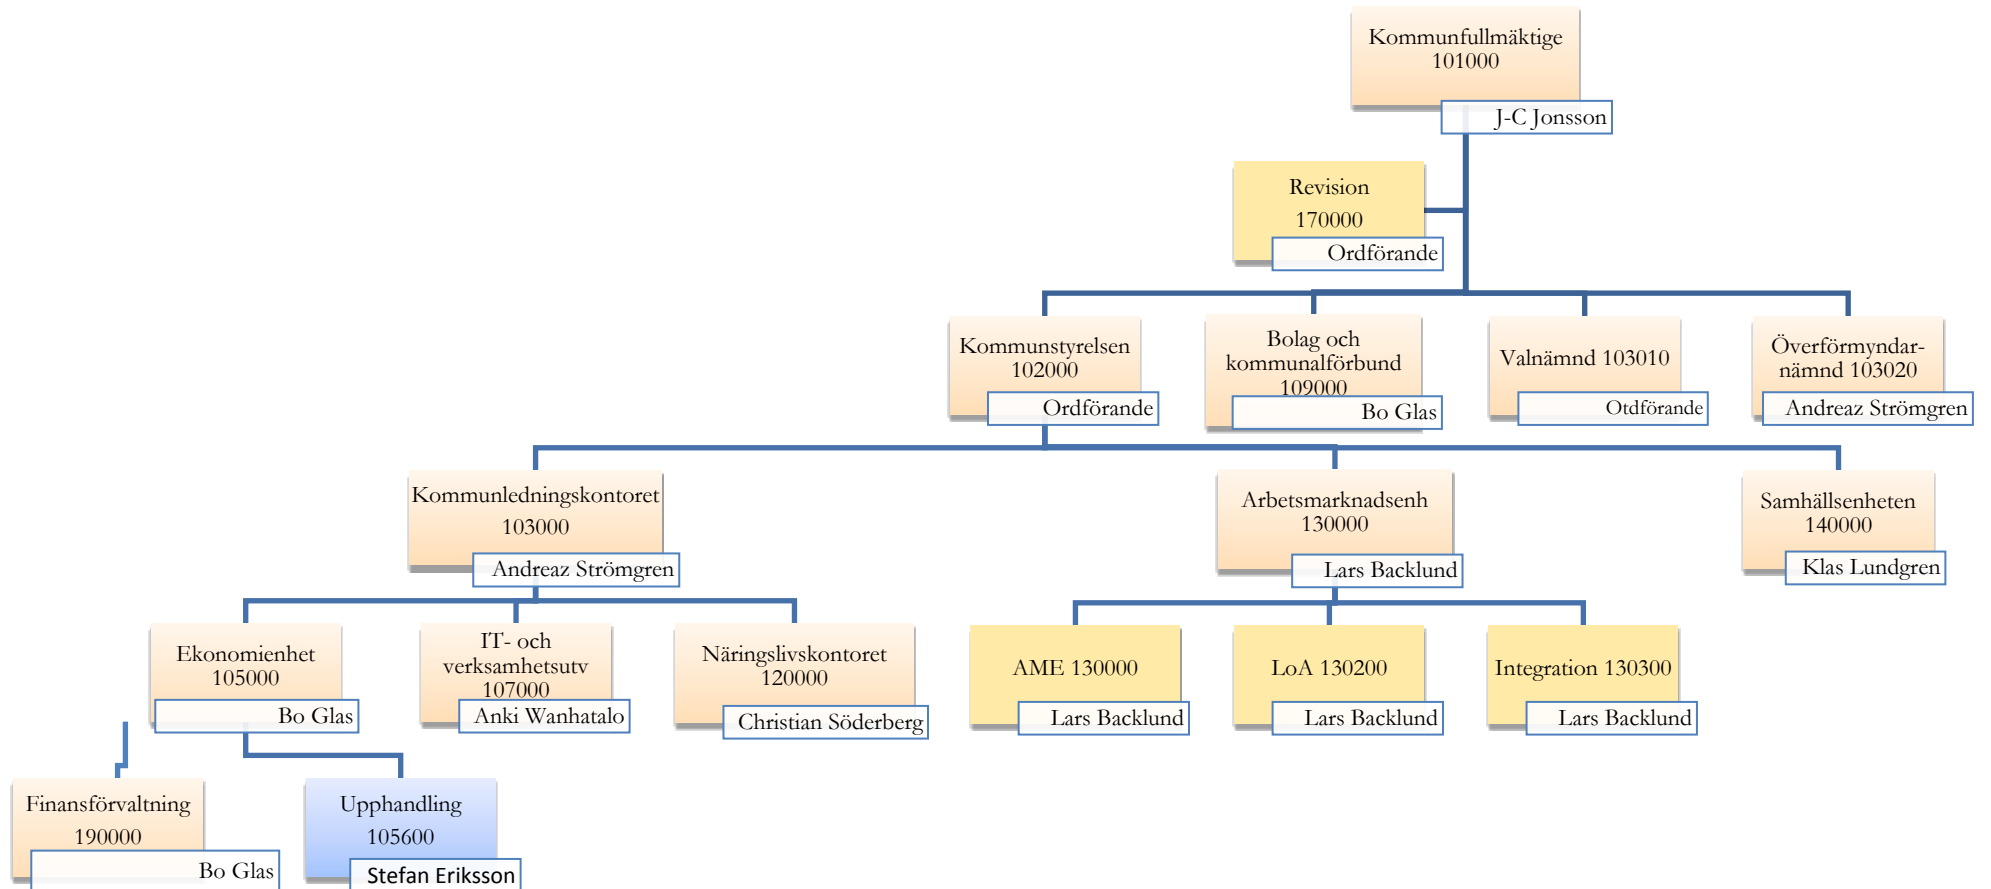 Kommunfullmäktige
101000
J-C Jonsson
Revision
170000
Ordförande
Kommunstyrelsen
102000
Ordförande
Bolag och
kommunalförbund
109000
Bo Glas
Valnämnd 103010
Otdförande
Överförmyndar-
nämnd 103020
Andreaz Strömgren
Kommunledningskontoret
103000
Andreaz Strömgren
Arbetsmarknadsenh
130000
Lars Backlund
Samhällsenheten
140000
Klas Lundgren
Ekonomienhet
105000
Bo Glas
IT- och
verksamhetsutv
107000
Anki Wanhatalo
Näringslivskontoret
120000
Christian Söderberg
AME 130000
Lars Backlund
LoA 130200
Lars Backlund
Integration 130300
Lars Backlund
Finansförvaltning
190000
Bo Glas
Upphandling
105600
Stefan Eriksson